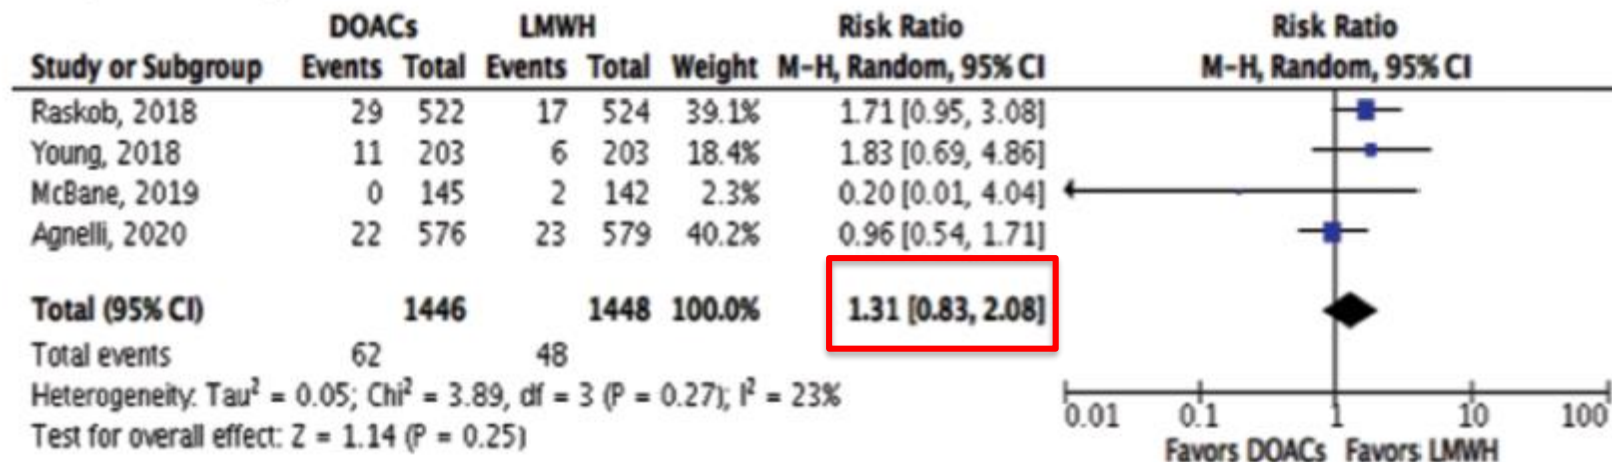 DOACs LMWH Risk Ratio Risk Ratio
Study or Subgroup Events Total Events Total Weight M-H, Random, 95% CI M-H, Random, 95% CI
Raskob, 2018 29 522 17 524 39.1% 1.71 [0.95, 3.08]
Young, 2018 11 203 6 203 18.4% 1.83 [0.69, 4.86]
McBane, 2019 0 145 2 142 2.3% 0.20 [0.01, 4.04]
Agnelli, 2020 22 576 23 579 40.2% 0.96 [0.54, 1.71]
Total (95% CI) 1446 1448 100.0% 1.31 [0.83, 2.08]
Total events 62 48
Heterogeneity: Tau² = 0.05; Chi² = 3.89, df = 3 (P = 0.27); I² = 23%
Test for overall effect: Z = 1.14 (P = 0.25)
0.01 0.1 1 10 100
Favors DOACs Favors LMWH